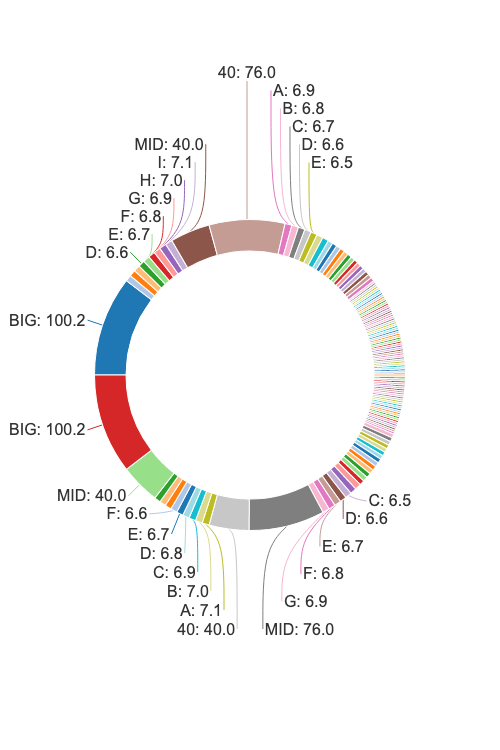 40: 76.0
A: 6.9
B: 6.8
C: 6.7
MID: 40.0
D: 6.6
I: 7.1
E: 6.5
H: 7.0
G: 6.9
F: 6.8
E: 6.7
D: 6.6
BIG: 100.2
BIG: 100.2
MID: 40.0
C: 6.5
F: 6.6
D: 6.6
E: 6.7
E: 6.7
D: 6.8
C: 6.9
F: 6.8
B: 7.0
G: 6.9
A: 7.1
40: 40.0
MID: 76.0